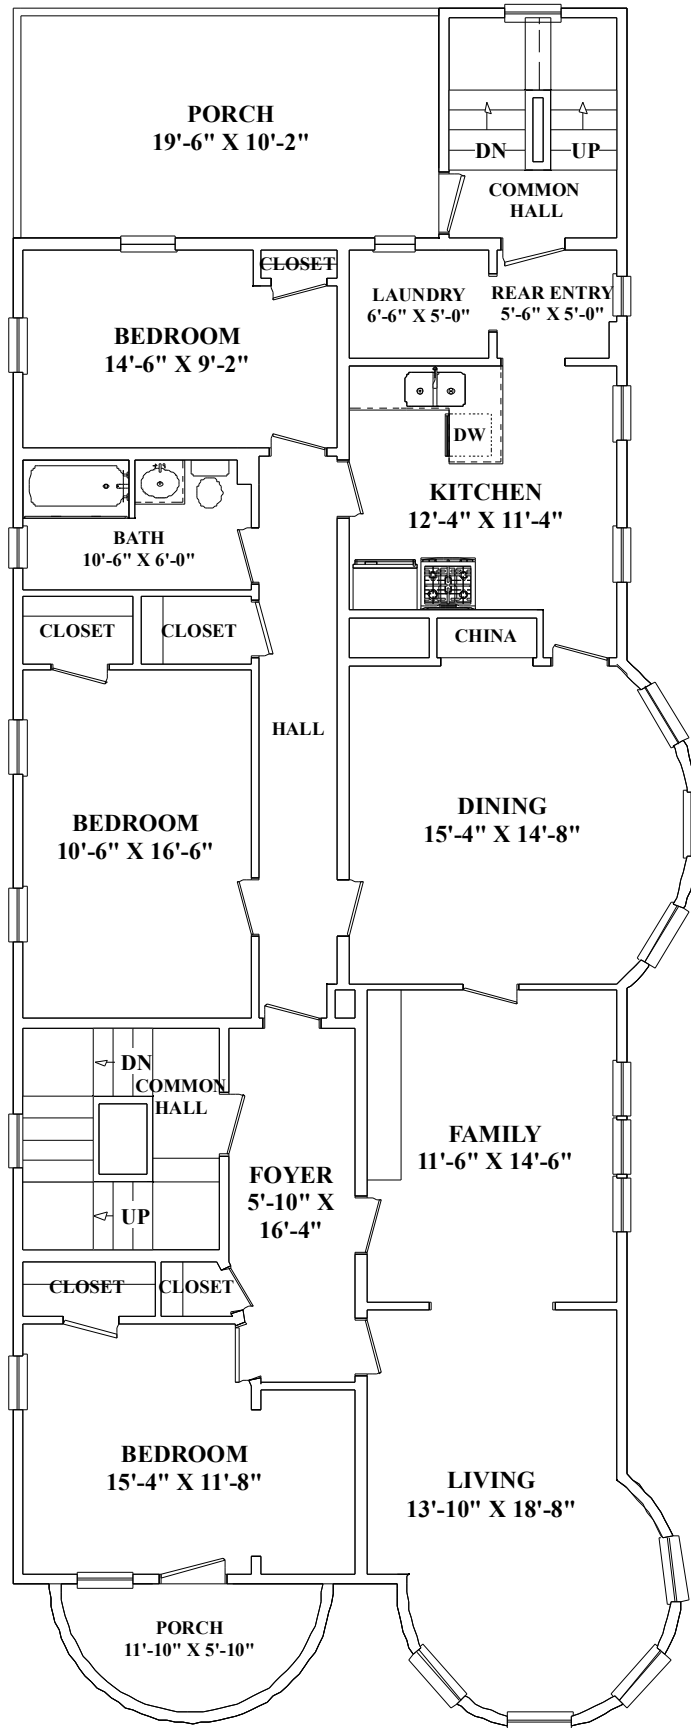 PORCH
19'-6" X 10'-2"
DN
UP
COMMON
HALL
CLOSET
LAUNDRY
6'-6" X 5'-0"
REAR ENTRY
5'-6" X 5'-0"
BEDROOM
14'-6" X 9'-2"
DW
KITCHEN
12'-4" X 11'-4"
BATH
10'-6" X 6'-0"
CLOSET
CLOSET
CHINA
HALL
DINING
15'-4" X 14'-8"
BEDROOM
10'-6" X 16'-6"
DN
COMMON
HALL
UP
FAMILY
11'-6" X 14'-6"
FOYER
5'-10" X
16'-4"
CLOSET
CLOSET
BEDROOM
15'-4" X 11'-8"
LIVING
13'-10" X 18'-8"
PORCH
11'-10" X 5'-10"